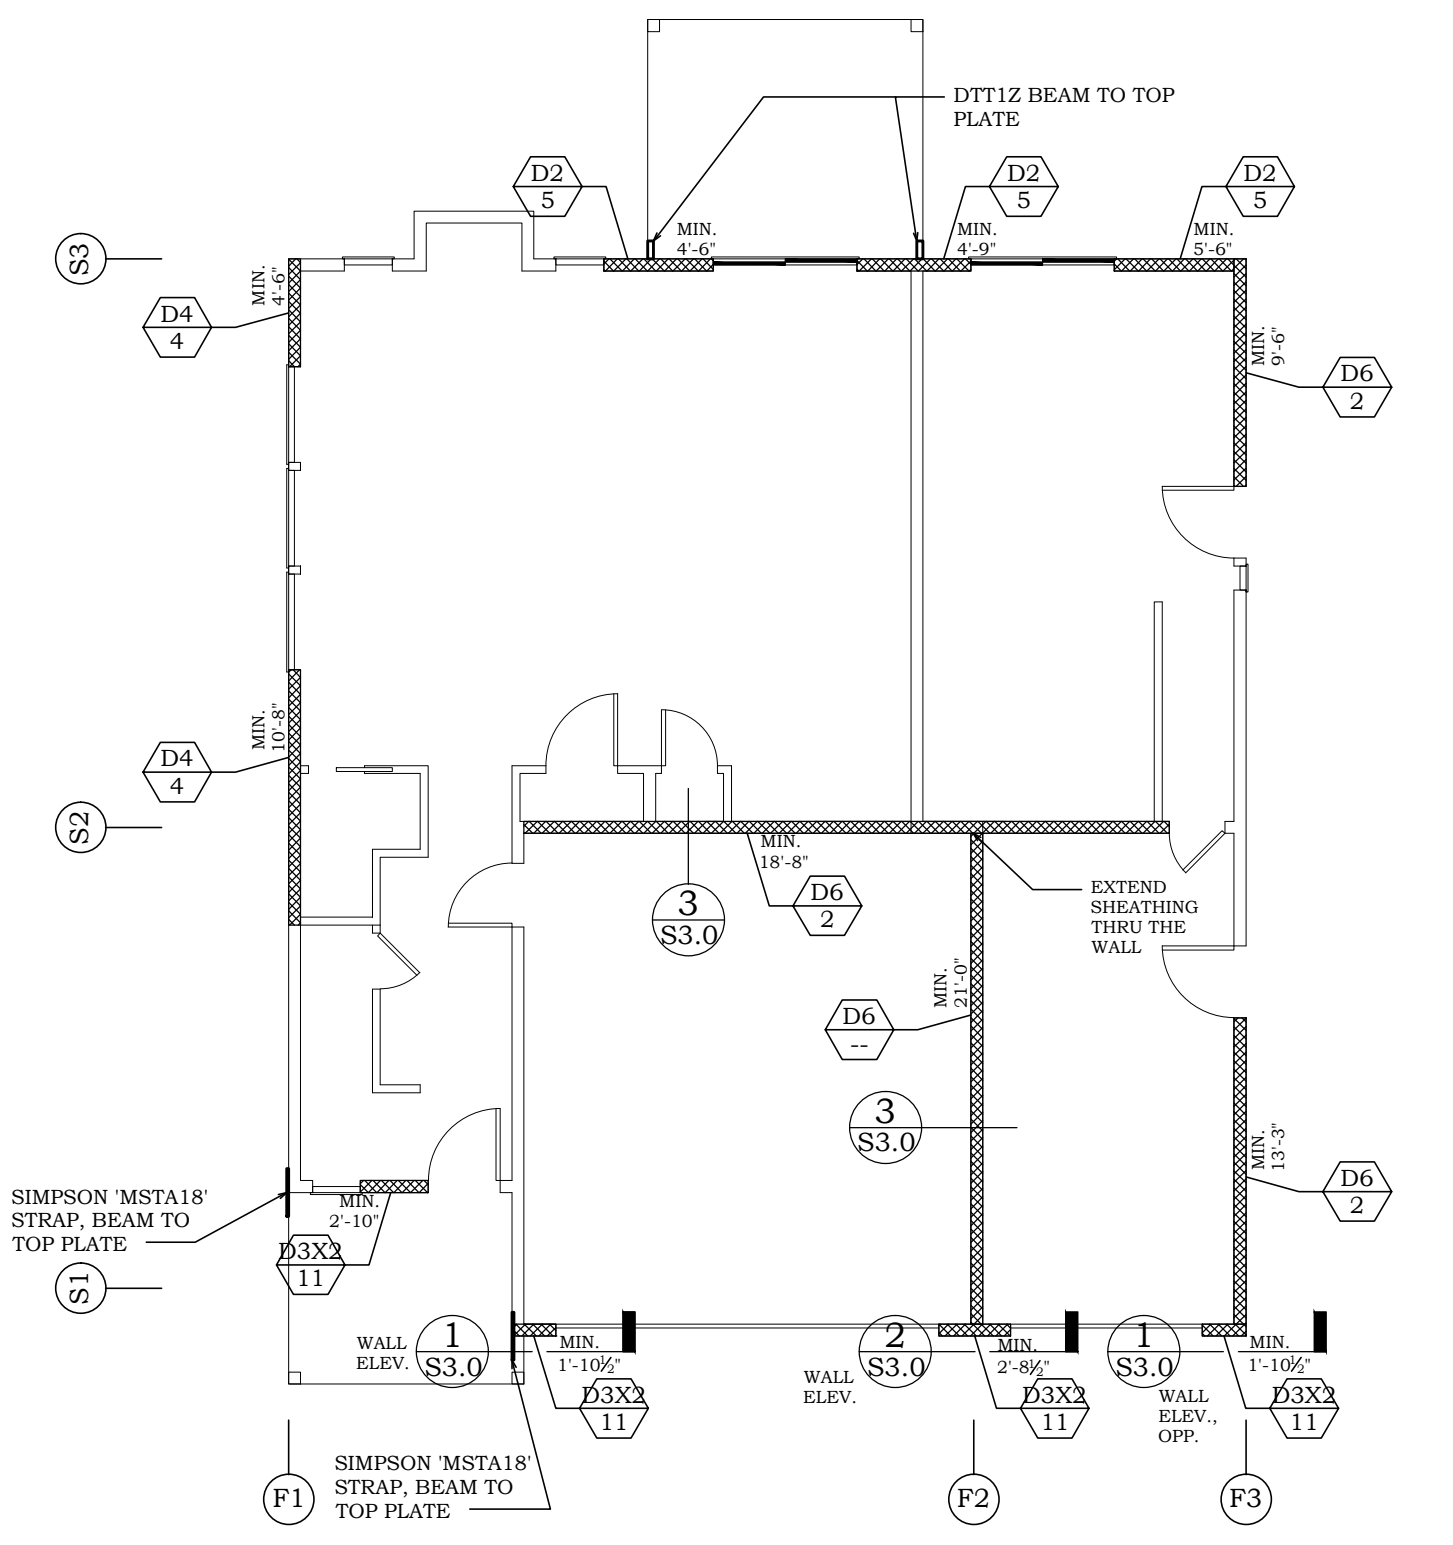 DTT1Z BEAM TO TOP
PLATE
D2
5
D2
5
D2
5
MIN.
4'-6"
MIN.
4'-9"
MIN.
5'-6"
S3
MIN.
4'-6"
D4
4
MIN.
9'-6"
D6
2
MIN.
10'-8"
D4
4
S2
MIN.
18'-8"
D6
2
3
S3.0
EXTEND
SHEATHING
THRU THE
WALL
MIN.
21'-0"
D6
--
3
S3.0
MIN.
13'-3"
D6
2
SIMPSON 'MSTA18'
STRAP, BEAM TO
TOP PLATE
MIN.
2'-10"
D3X2
11
S1
WALL
ELEV.
1
S3.0
MIN.
1'-10½"
D3X2
11
WALL
ELEV.
2
S3.0
MIN.
2'-8½"
D3X2
11
1
S3.0
WALL
ELEV.,
OPP.
MIN.
1'-10½"
D3X2
11
SIMPSON 'MSTA18'
STRAP, BEAM TO
TOP PLATE
F1
F2
F3